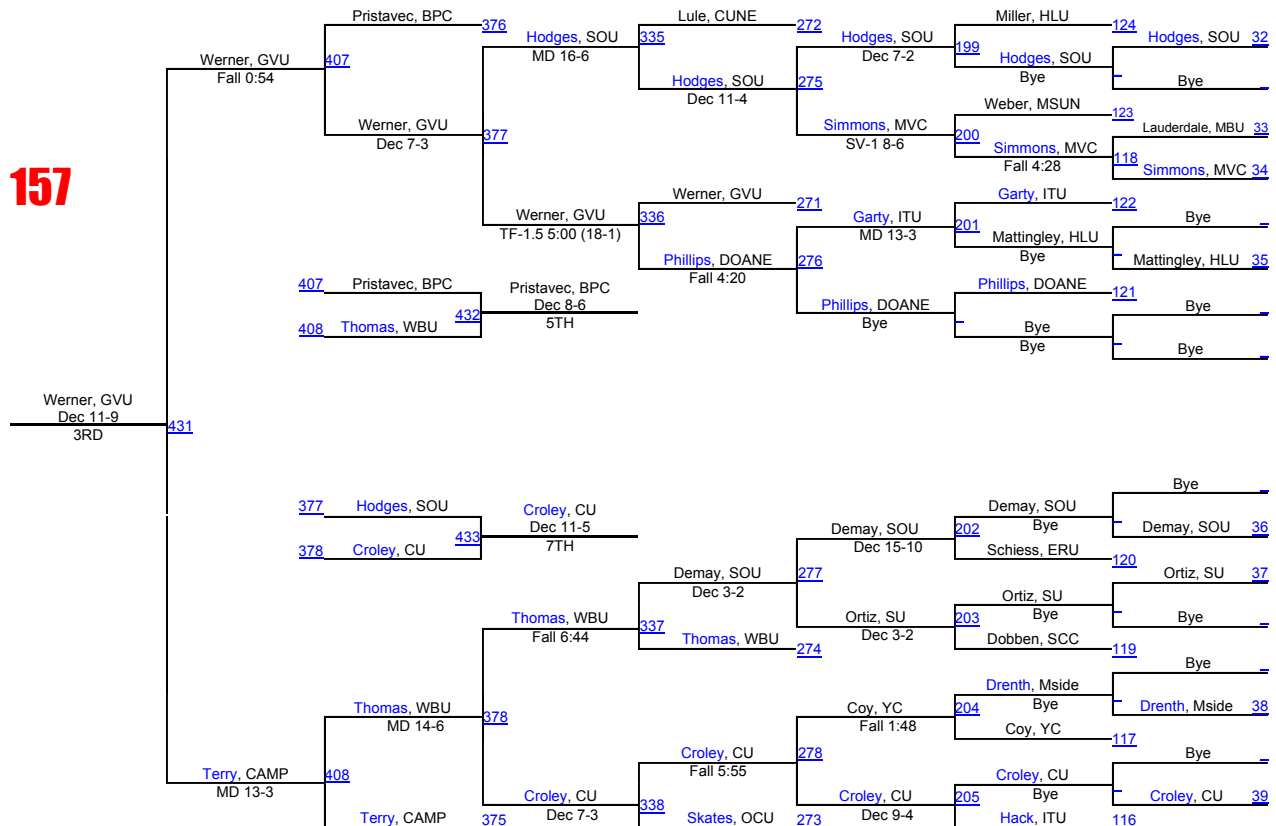 Pristavec, BPC 376 Lule, CUNE 272 Miller, HLU 124
Hodges, SOU 335 Hodges, SOU Hodges, SOU 32
Werner, GVU 407 MD 16-6 Dec 7-2 199 Hodges, SOU
Fall 0:54 Hodges, SOU 275 Bye Bye
Dec 11-4 Weber, MSUN 123
Werner, GVU 377 Simmons, MVC 200 Lauderdale, MBU 33
Dec 7-3 SV-1 8-6 Simmons, MVC 118
Fall 4:28 Simmons, MVC 34
157
Werner, GVU 271 Garty, ITU 122
Werner, GVU 336 Garty, ITU 201 Bye
TF-1.5 5:00 (18-1) MD 13-3 Mattingley, HLU
Phillips, DOANE 276 Bye Mattingley, HLU 35
Fall 4:20
407 Pristavec, BPC Pristavec, BPC Phillips, DOANE 121
432 Dec 8-6 Phillips, DOANE Bye
408 Thomas, WBU 5TH Bye Bye
Bye Bye
Werner, GVU
Dec 11-9 431
3RD
Bye
377 Hodges, SOU Croley, CU Demay, SOU
433 Dec 11-5 Demay, SOU 202 Bye Demay, SOU 36
378 Croley, CU 7TH Dec 15-10 Schiess, ERU 120
Demay, SOU 277 Ortiz, SU 37
Dec 3-2 Ortiz, SU
Thomas, WBU 337 Ortiz, SU 203 Bye Bye
Fall 6:44 Thomas, WBU 274 Dec 3-2 Dobben, SCC 119
Bye
Drenth, Mside
Thomas, WBU 378 Coy, YC 204 Bye Drenth, Mside 38
MD 14-6 Fall 1:48 Coy, YC 117
Croley, CU 278 Bye
Terry, CAMP 408 Fall 5:55 Croley, CU
MD 13-3 Croley, CU 338 Croley, CU 205 Bye Croley, CU 39
Terry, CAMP 375 Dec 7-3 Skates, OCU 273 Dec 9-4 Hack, ITU 116